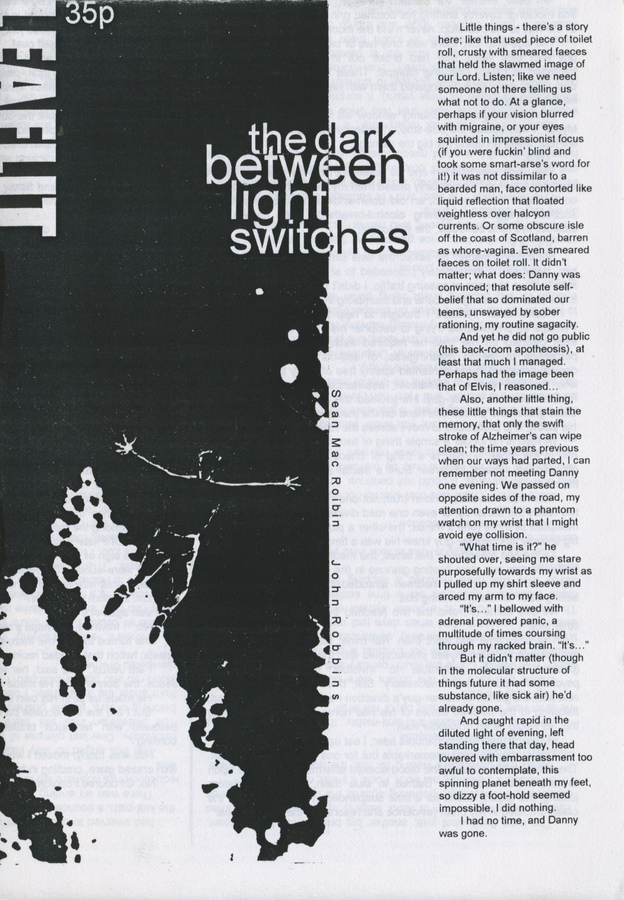 35p
LEAFLIT
the dark
between
light
switches
Sean Mac Roibin John Robbins
Little things - there's a story
here; like that used piece of toilet
roll, crusty with smeared faeces
that held the slawmed image of
our Lord. Listen; like we need
someone not there telling us
what not to do. At a glance,
perhaps if your vision blurred
with migraine, or your eyes
squinted in impressionist focus
(if you were fuckin' blind and
took some smart-arse's word for
it!) it was not dissimilar to a
bearded man, face contorted like
liquid reflection that floated
weightless over halcyon
currents. Or some obscure isle
off the coast of Scotland, barren
as whore-vagina. Even smeared
faeces on toilet roll. It didn't
matter; what does: Danny was
convinced; that resolute self-
belief that so dominated our
teens, unswayed by sober
rationing, my routine sagacity.
And yet he did not go public
(this back-room apotheosis), at
least that much I managed.
Perhaps had the image been
that of Elvis, I reasoned…
Also, another little thing,
these little things that stain the
memory, that only the swift
stroke of Alzheimer's can wipe
clean; the time years previous
when our ways had parted, I can
remember not meeting Danny
one evening. We passed on
opposite sides of the road, my
attention drawn to a phantom
watch on my wrist that I might
avoid eye collision.
"What time is it?" he
shouted over, seeing me stare
purposefully towards my wrist as
I pulled up my shirt sleeve and
arced my arm to my face.
"It's…" I bellowed with
adrenal powered panic, a
multitude of times coursing
through my racked brain. "It's…"
But it didn't matter (though
in the molecular structure of
things future it had some
substance, like sick air) he'd
already gone.
And caught rapid in the
diluted light of evening, left
standing there that day, head
lowered with embarrassment too
awful to contemplate, this
spinning planet beneath my feet,
so dizzy a foot-hold seemed
impossible, I did nothing.
I had no time, and Danny
was gone.